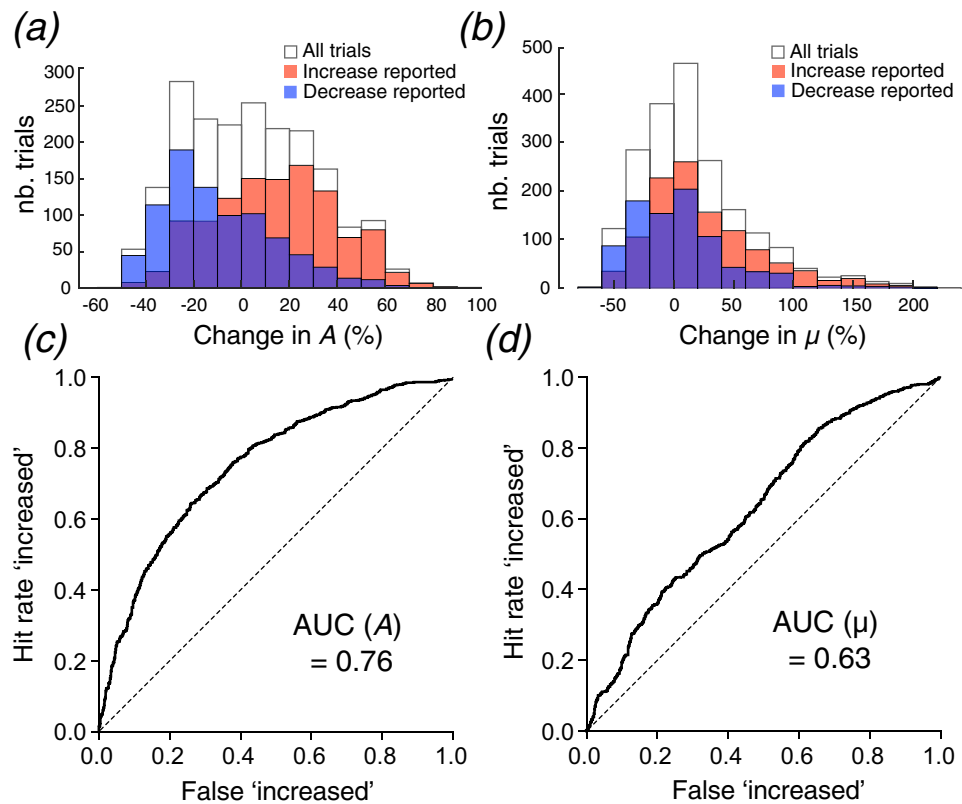 (a)
All trials
Increase reported
Decrease reported
nb. trials
300
250
200
150
100
50
0
-60 -40 -20 0 20 40 60 80 100
Change in A (%)
(b)
All trials
Increase reported
Decrease reported
nb. trials
500
400
300
200
100
0
-50 0 50 100 150 200
Change in μ (%)
(c)
Hit rate ‘increased’
1.0
0.8
0.6
0.4
0.2
0.0
AUC (A)
= 0.76
0.0 0.2 0.4 0.6 0.8 1.0
False ‘increased’
(d)
Hit rate ‘increased’
1.0
0.8
0.6
0.4
0.2
0.0
AUC (μ)
= 0.63
0.0 0.2 0.4 0.6 0.8 1.0
False ‘increased’